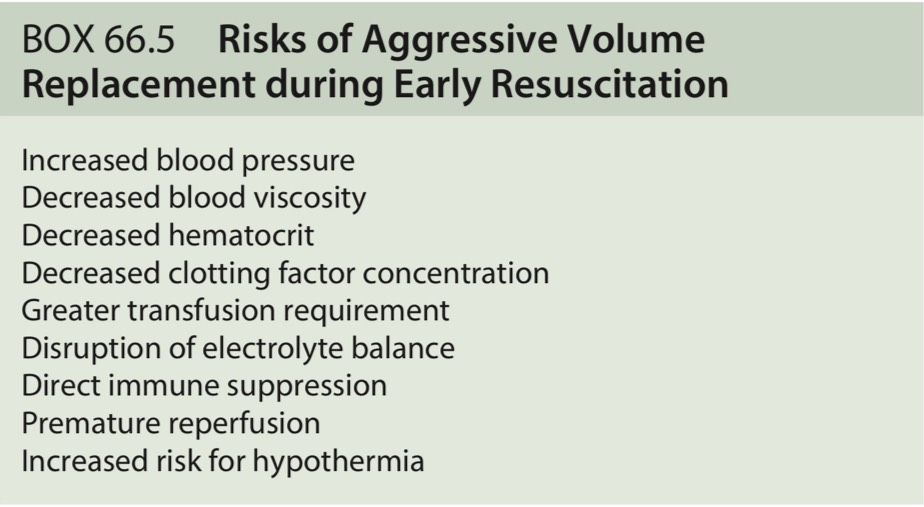 BOX 66.5 Risks of Aggressive Volume
Replacement during Early Resuscitation
Increased blood pressure
Decreased blood viscosity
Decreased hematocrit
Decreased clotting factor concentration
Greater transfusion requirement
Disruption of electrolyte balance
Direct immune suppression
Premature reperfusion
Increased risk for hypothermia